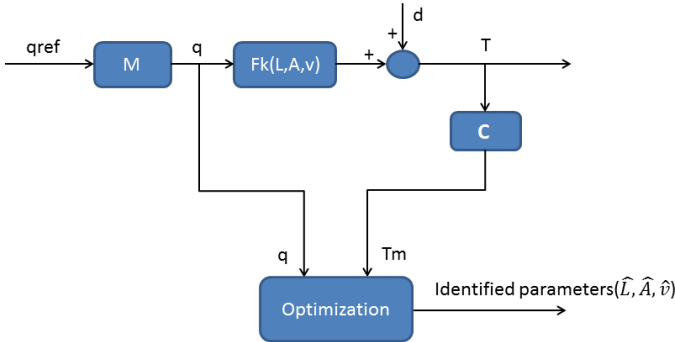 d
qref
q
T
+
+
M
Fk(L,A,v)
C
q
Tm
Optimization
Identified parameters(L̂, Â, v̂)